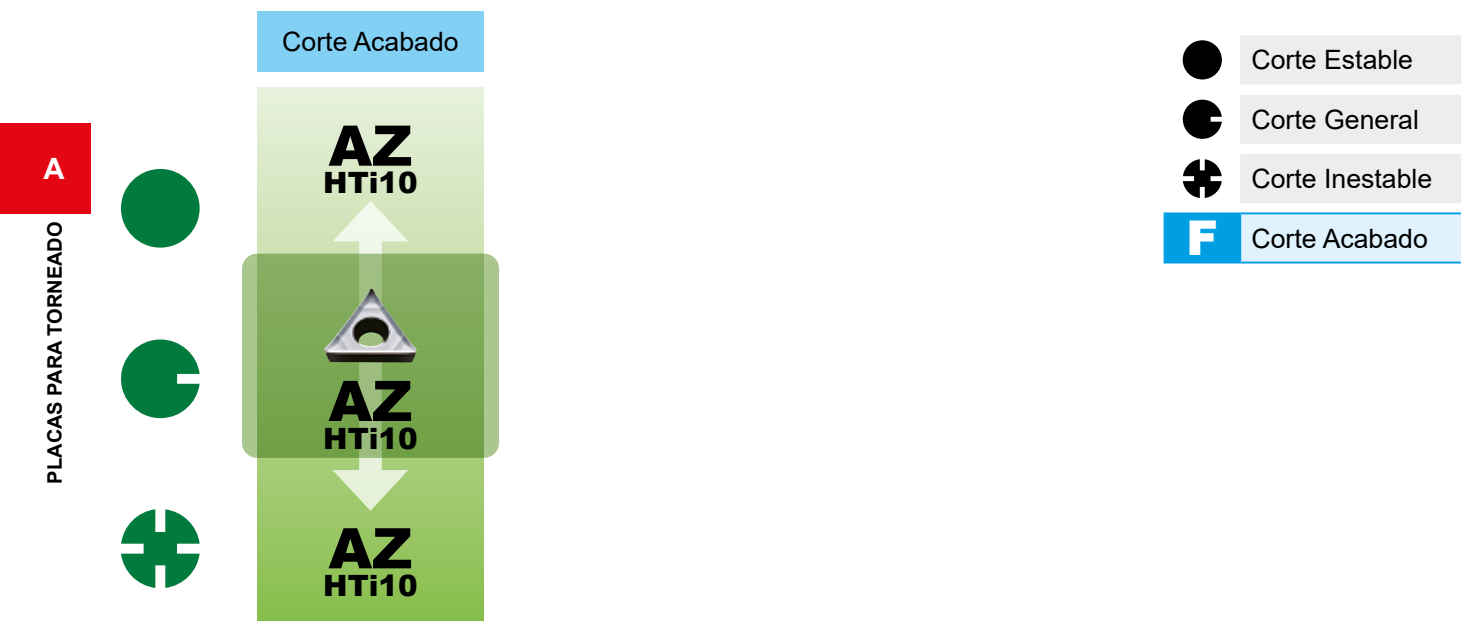 Corte Acabado
A
PLACAS PARA TORNEADO
AZ
HTi10
AZ
HTi10
AZ
HTi10
Corte Estable
Corte General
Corte Inestable
F Corte Acabado